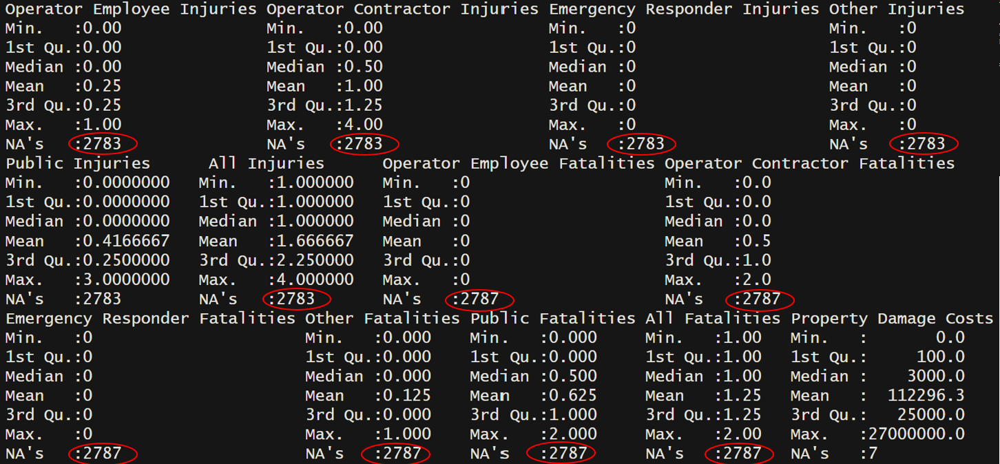 Operator Employee Injuries Operator Contractor Injuries Emergency Responder Injuries Other Injuries
Min.   :0.00               Min.   :0.00                 Min.   :0                    Min.   :0
1st Qu.:0.00               1st Qu.:0.00                 1st Qu.:0                    1st Qu.:0
Median :0.00               Median :0.50                 Median :0                    Median :0
Mean   :0.25               Mean   :1.00                 Mean   :0                    Mean   :0
3rd Qu.:0.25               3rd Qu.:1.25                 3rd Qu.:0                    3rd Qu.:0
Max.   :1.00               Max.   :4.00                 Max.   :0                    Max.   :0
NA's   :2783               NA's   :2783                 NA's   :2783                 NA's   :2783
Public Injuries      All Injuries      Operator Employee Fatalities Operator Contractor Fatalities
Min.   :0.0000000   Min.   :1.000000   Min.   :0                    Min.   :0.0
1st Qu.:0.0000000   1st Qu.:1.000000   1st Qu.:0                    1st Qu.:0.0
Median :0.0000000   Median :1.000000   Median :0                    Median :0.0
Mean   :0.4166667   Mean   :1.666667   Mean   :0                    Mean   :0.5
3rd Qu.:0.2500000   3rd Qu.:2.250000   3rd Qu.:0                    3rd Qu.:1.0
Max.   :3.0000000   Max.   :4.000000   Max.   :0                    Max.   :2.0
NA's   :2783        NA's   :2783       NA's   :2787                 NA's   :2787
Emergency Responder Fatalities Other Fatalities Public Fatalities All Fatalities Property Damage Costs
Min.   :0                      Min.   :0.000    Min.   :0.000     Min.   :1.00   Min.   :       0.0
1st Qu.:0                      1st Qu.:0.000    1st Qu.:0.000     1st Qu.:1.00   1st Qu.:     100.0
Median :0                      Median :0.000    Median :0.500     Median :1.00   Median :    3000.0
Mean   :0                      Mean   :0.125    Mean   :0.625     Mean   :1.25   Mean   :  112296.3
3rd Qu.:0                      3rd Qu.:0.000    3rd Qu.:1.000     3rd Qu.:1.25   3rd Qu.:   25000.0
Max.   :0                      Max.   :1.000    Max.   :2.000     Max.   :2.00   Max.   :27000000.0
NA's   :2787                   NA's   :2787     NA's   :2787      NA's   :2787   NA's   :7